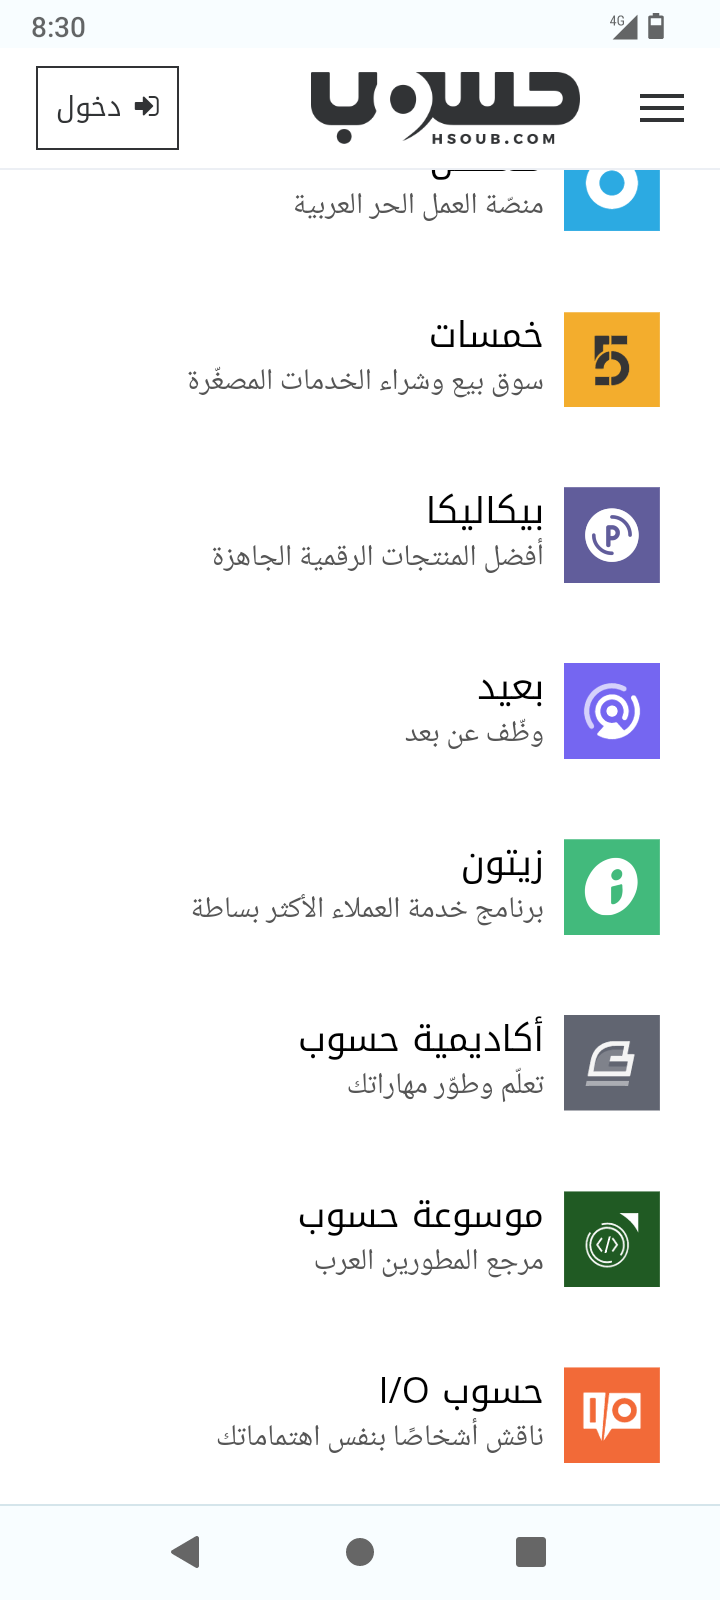 8:30
4G
حسوب
HSOUB.COM
دخول
منصّة العمل الحر العربية
خمسات
سوق بيع وشراء الخدمات المصغّرة
بيكاليكا
أفضل المنتجات الرقمية الجاهزة
بعيد
وظّف عن بعد
زيتون
برنامج خدمة العملاء الأكثر بساطة
أكاديمية حسوب
تعلّم وطوّر مهاراتك
موسوعة حسوب
مرجع المطورين العرب
حسوب I/O
ناقش أشخاصًا بنفس اهتماماتك